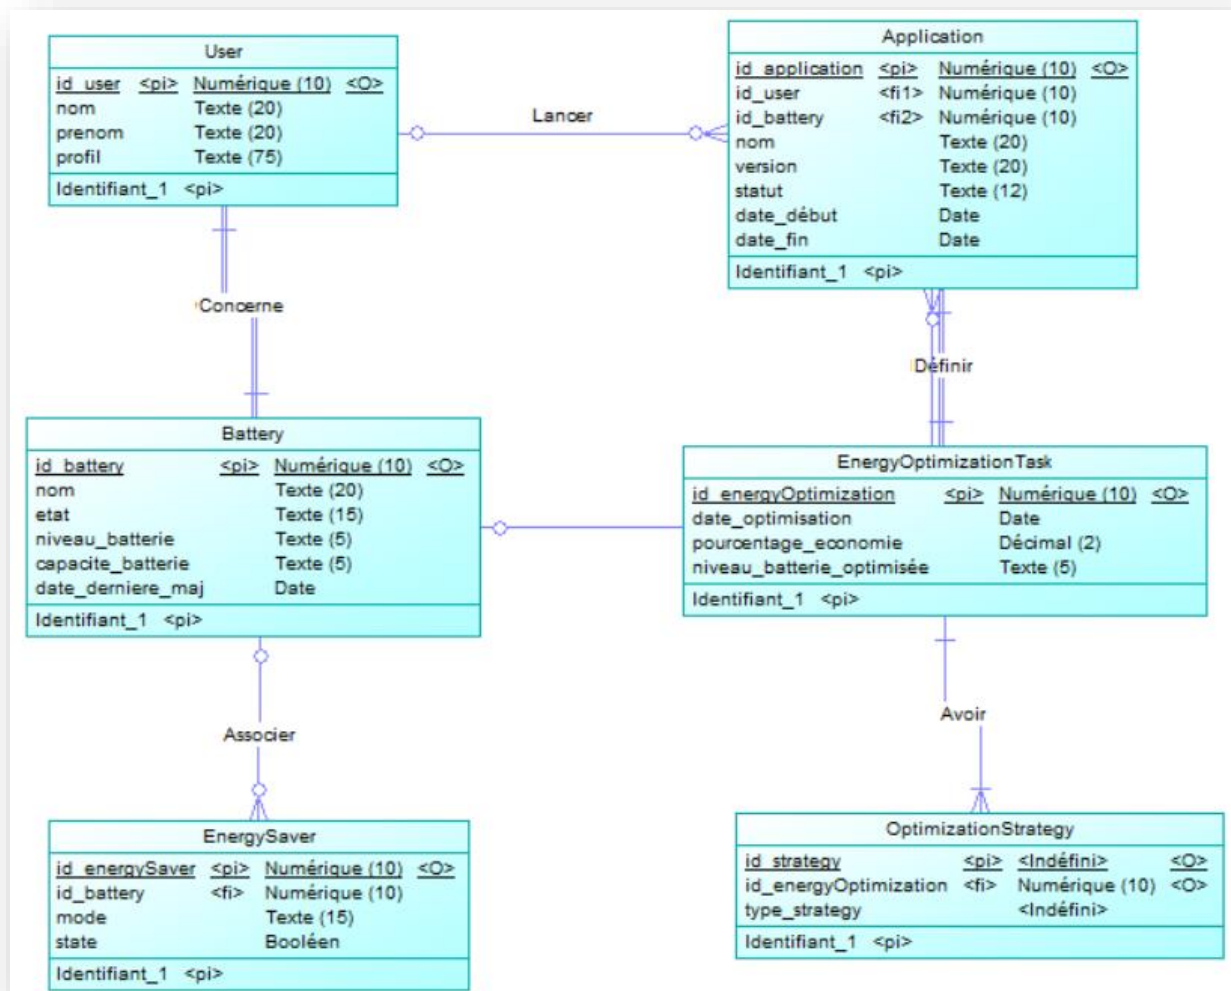 User
id_user <pi> Numérique (10) <O>
nom Texte (20)
prenom Texte (20)
profil Texte (75)
Identifiant_1 <pi>
Lancer
Application
id_application <pi> Numérique (10) <O>
id_user <fi1> Numérique (10)
id_battery <fi2> Numérique (10)
nom Texte (20)
version Texte (20)
statut Texte (12)
date_début Date
date_fin Date
Identifiant_1 <pi>
Concerne
Définir
Battery
id_battery <pi> Numérique (10) <O>
nom Texte (20)
etat Texte (15)
niveau_batterie Texte (5)
capacite_batterie Texte (5)
date_derniere_maj Date
Identifiant_1 <pi>
EnergyOptimizationTask
id_energyOptimization <pi> Numérique (10) <O>
date_optimisation Date
pourcentage_economie Décimal (2)
niveau_batterie_optimisée Texte (5)
Identifiant_1 <pi>
Associer
Avoir
EnergySaver
id_energySaver <pi> Numérique (10) <O>
id_battery <fi> Numérique (10)
mode Texte (15)
state Booléen
Identifiant_1 <pi>
OptimizationStrategy
id_strategy <pi> <Indéfini> <O>
id_energyOptimization <fi> Numérique (10) <O>
type_strategy <Indéfini>
Identifiant_1 <pi>